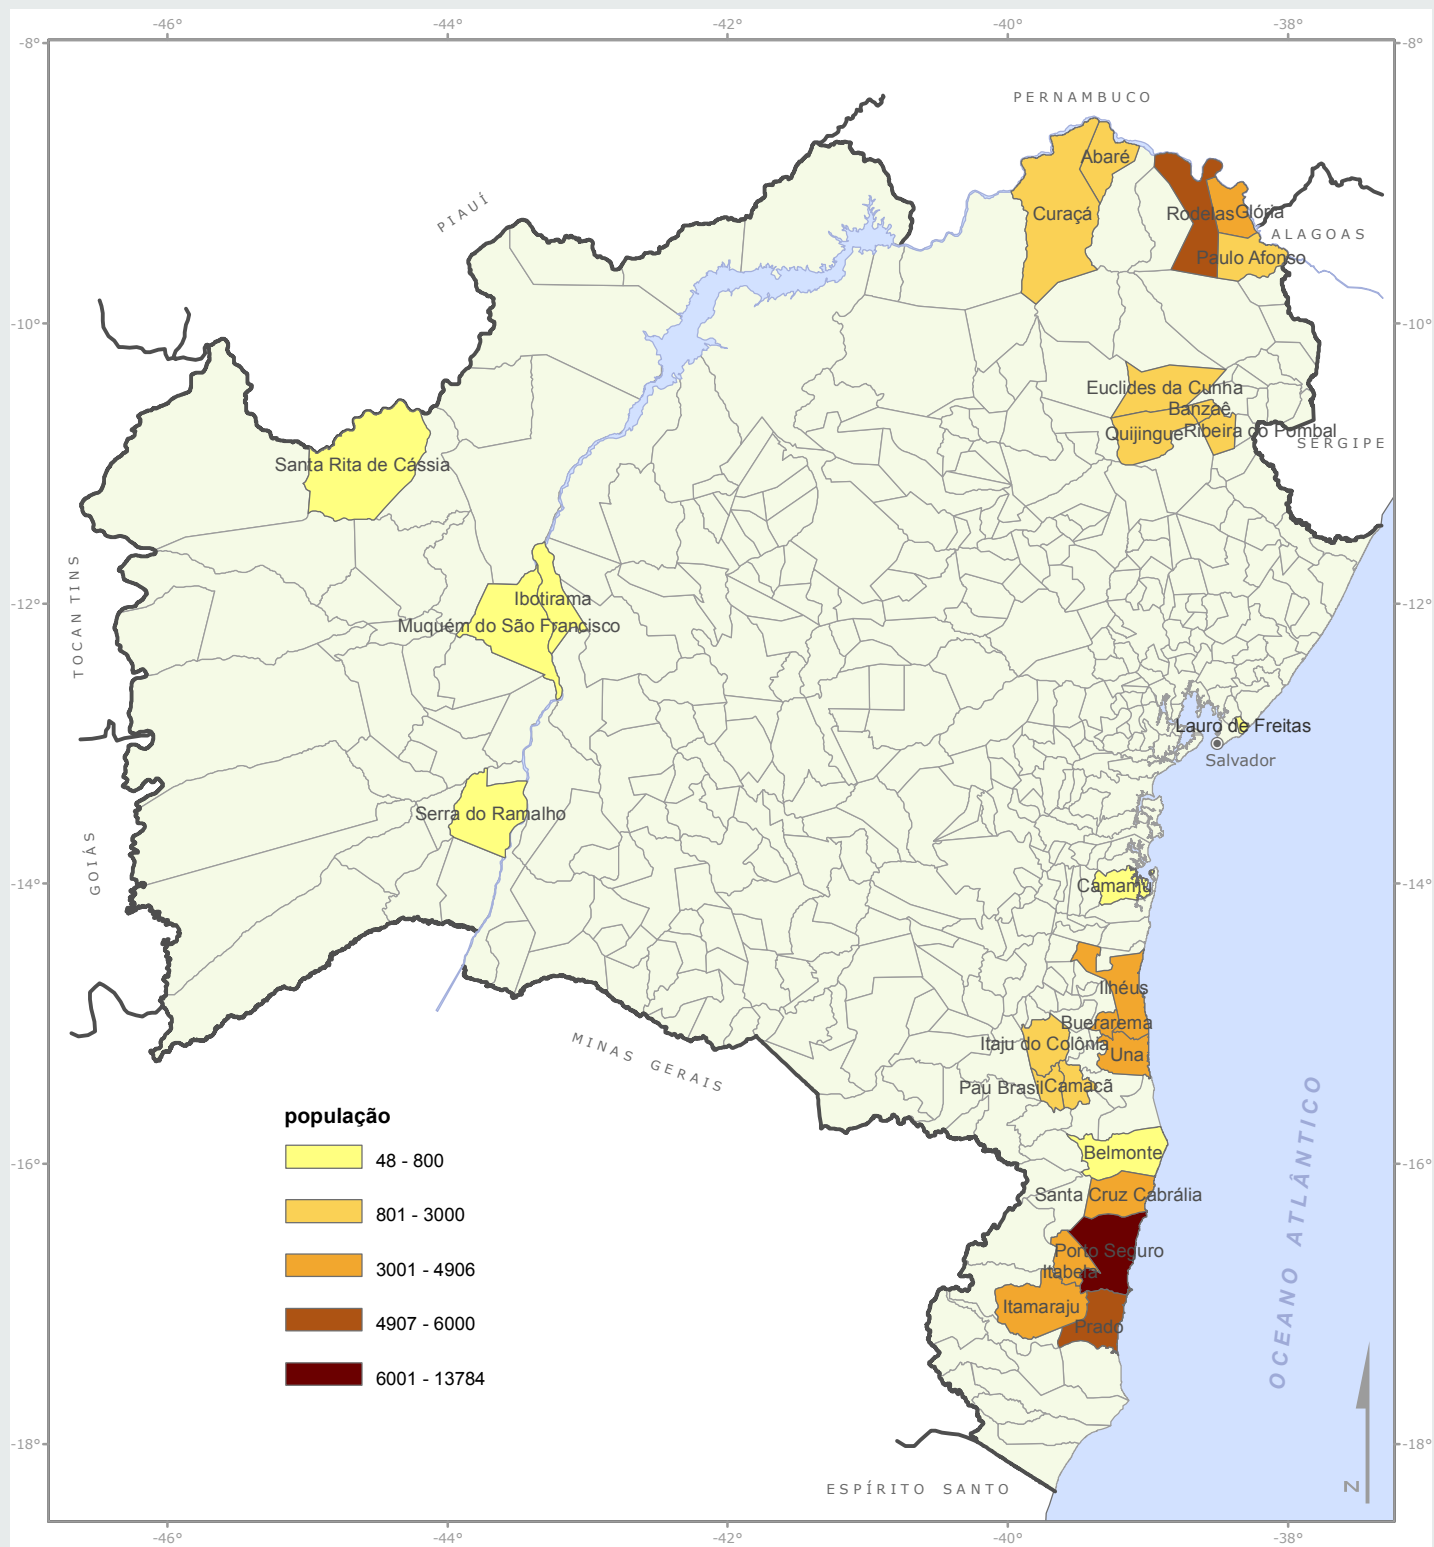 -46°
-44°
-42°
-40°
-38°
-8°
-8°
PERNAMBUCO
Abaré
PIAUÍ
Curaçá
Rodelas
Glória
ALAGOAS
Paulo Afonso
-10°
-10°
Euclides da Cunha
Banzaê
Quijingue
Ribeira do Pombal
SERGIPE
Santa Rita de Cássia
TOCANTINS
-12°
-12°
Ibotirama
Muquém do São Francisco
Lauro de Freitas
Salvador
Serra do Ramalho
GOIÁS
-14°
-14°
Camamu
Ilhéus
Buerarema
Itaju do Colônia
Una
MINAS GERAIS
Pau Brasil
Camacã
OCEANO ATLÂNTICO
população
Belmonte
48 - 800
-16°
-16°
Santa Cruz Cabrália
801 - 3000
Porto Seguro
Itabela
3001 - 4906
Itamaraju
Prado
4907 - 6000
6001 - 13784
-18°
-18°
ESPÍRITO SANTO
N
-46°
-44°
-42°
-40°
-38°